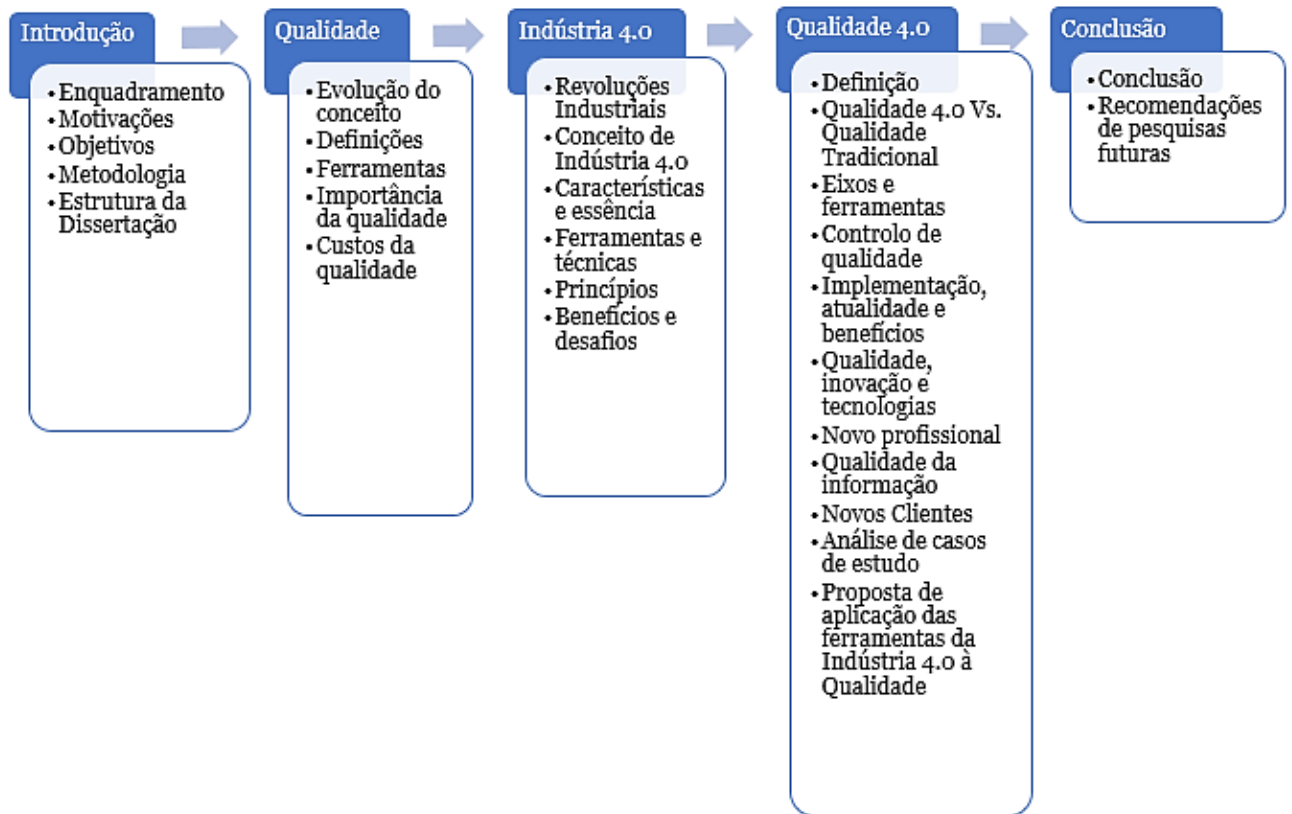 Introdução
• Enquadramento
• Motivações
• Objetivos
• Metodologia
• Estrutura da
Dissertação
Qualidade
• Evolução do
conceito
• Definições
• Ferramentas
• Importância
da qualidade
• Custos da
qualidade
Indústria 4.0
• Revoluções
Industriais
• Conceito de
Indústria 4.0
• Características
e essência
• Ferramentas e
técnicas
• Princípios
• Benefícios e
desafios
Qualidade 4.0
• Definição
• Qualidade 4.0 Vs.
Qualidade
Tradicional
• Eixos e
ferramentas
• Controlo de
qualidade
• Implementação,
atualidade e
benefícios
• Qualidade,
inovação e
tecnologias
• Novo profissional
• Qualidade da
informação
• Novos Clientes
• Análise de casos
de estudo
• Proposta de
aplicação das
ferramentas da
Indústria 4.0 à
Qualidade
Conclusão
• Conclusão
• Recomendações
de pesquisas
futuras